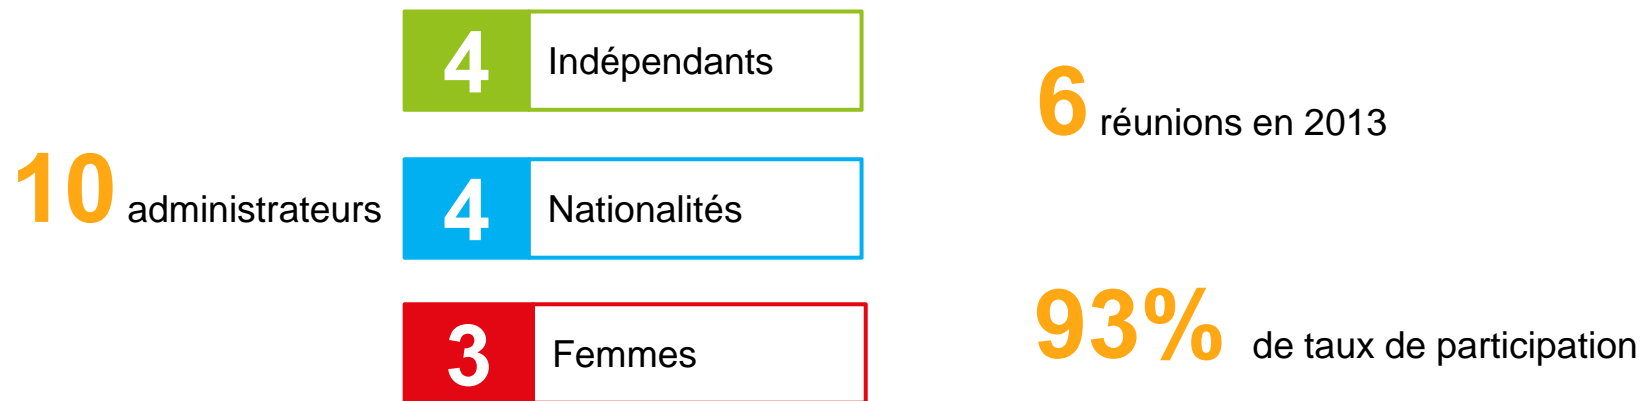 10 administrateurs
4 Indépendants
4 Nationalités
3 Femmes
6 réunions en 2013
93% de taux de participation